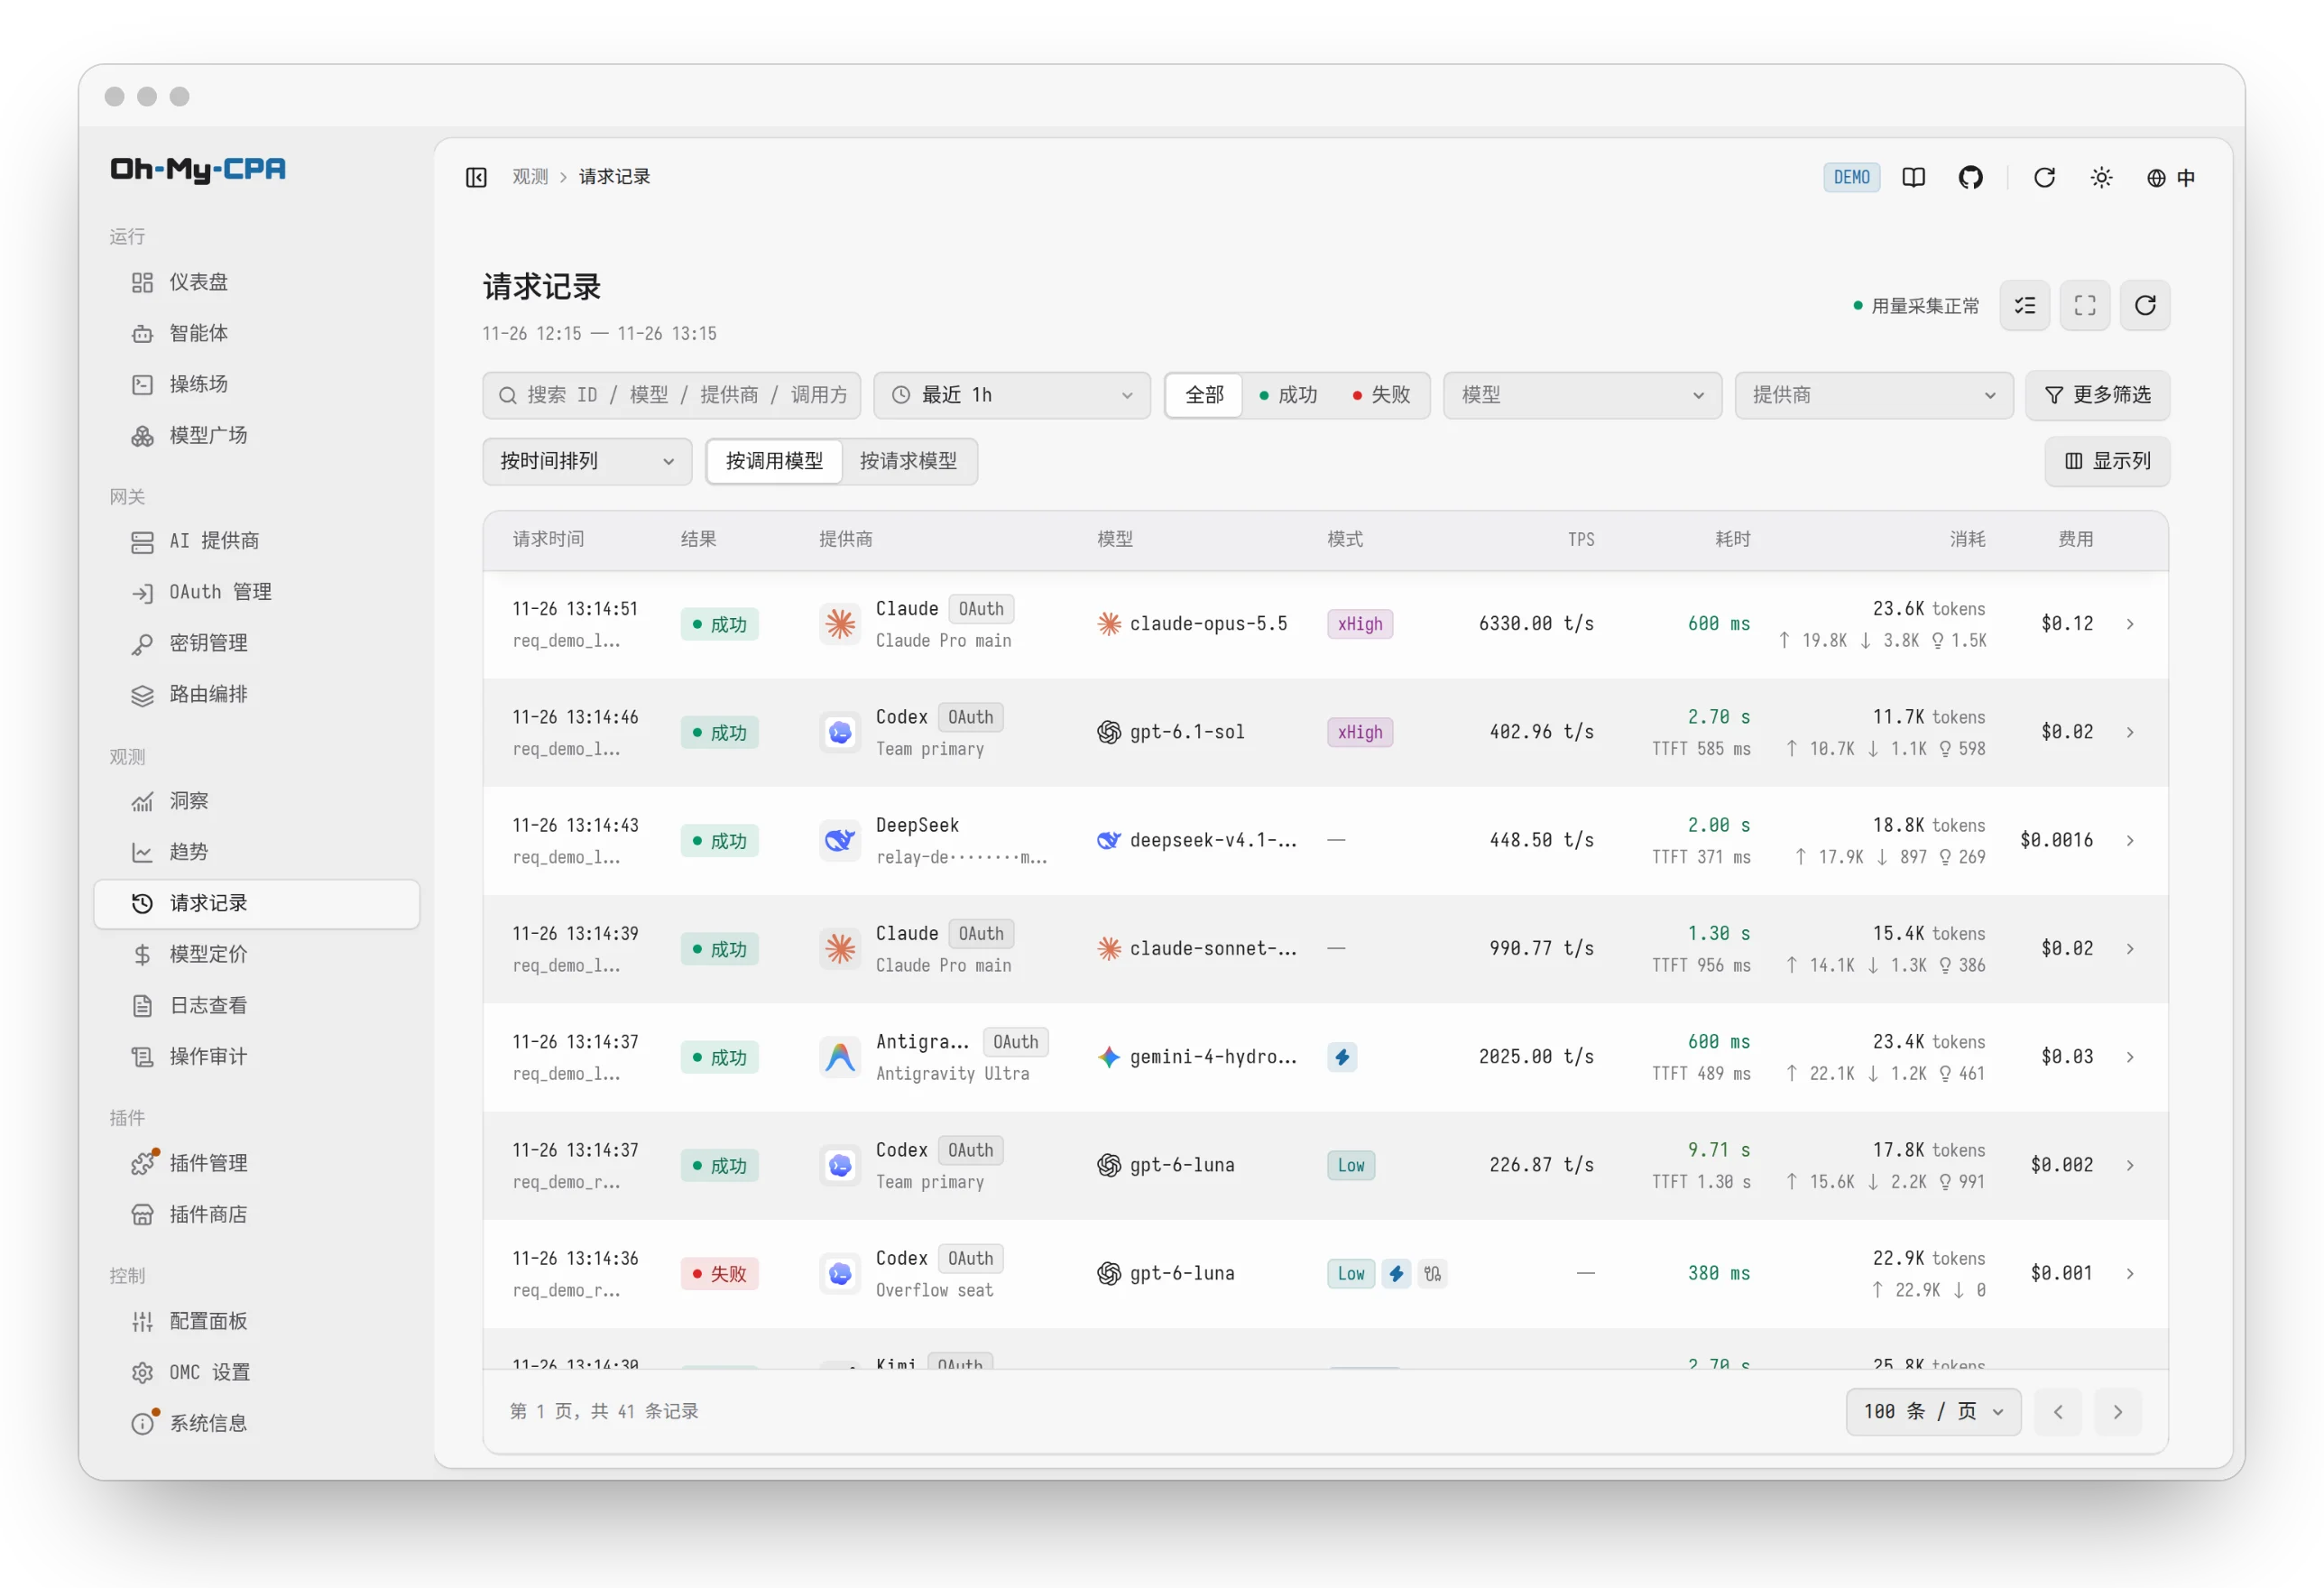 Oh-My-CPA
运行
仪表盘
智能体
操练场
模型广场
网关
AI 提供商
OAuth 管理
密钥管理
路由编排
观测
洞察
趋势
请求记录
模型定价
日志查看
操作审计
插件
插件管理
插件商店
控制
配置面板
OMC 设置
系统信息
观测 > 请求记录
DEMO
中
请求记录
11-26 12:15 — 11-26 13:15
用量采集正常
搜索 ID / 模型 / 提供商 / 调用方
最近 1h
全部 成功 失败
模型
提供商
更多筛选
按时间排列
按调用模型 按请求模型
显示列
请求时间 结果 提供商 模型 模式 TPS 耗时 消耗 费用
11-26 13:14:51 成功 Claude OAuth claude-opus-5.5 xHigh 6330.00 t/s 600 ms 23.6K tokens $0.12
req_demo_l... Claude Pro main ↑ 19.8K ↓ 3.8K 1.5K
11-26 13:14:46 成功 Codex OAuth gpt-6.1-sol xHigh 402.96 t/s 2.70 s 11.7K tokens $0.02
req_demo_l... Team primary TTFT 585 ms ↑ 10.7K ↓ 1.1K 598
11-26 13:14:43 成功 DeepSeek deepseek-v4.1-... — 448.50 t/s 2.00 s 18.8K tokens $0.0016
req_demo_l... relay-de········m... TTFT 371 ms ↑ 17.9K ↓ 897 269
11-26 13:14:39 成功 Claude OAuth claude-sonnet-... — 990.77 t/s 1.30 s 15.4K tokens $0.02
req_demo_l... Claude Pro main TTFT 956 ms ↑ 14.1K ↓ 1.3K 386
11-26 13:14:37 成功 Antigra... OAuth gemini-4-hydro... 2025.00 t/s 600 ms 23.4K tokens $0.03
req_demo_l... Antigravity Ultra TTFT 489 ms ↑ 22.1K ↓ 1.2K 461
11-26 13:14:37 成功 Codex OAuth gpt-6-luna Low 226.87 t/s 9.71 s 17.8K tokens $0.002
req_demo_r... Team primary TTFT 1.30 s ↑ 15.6K ↓ 2.2K 991
11-26 13:14:36 失败 Codex OAuth gpt-6-luna Low — 380 ms 22.9K tokens $0.001
req_demo_r... Overflow seat ↑ 22.9K ↓ 0
11-26 13:14:30 Kimi OAuth 2.70 s 25.8K tokens
第 1 页，共 41 条记录
100 条 / 页